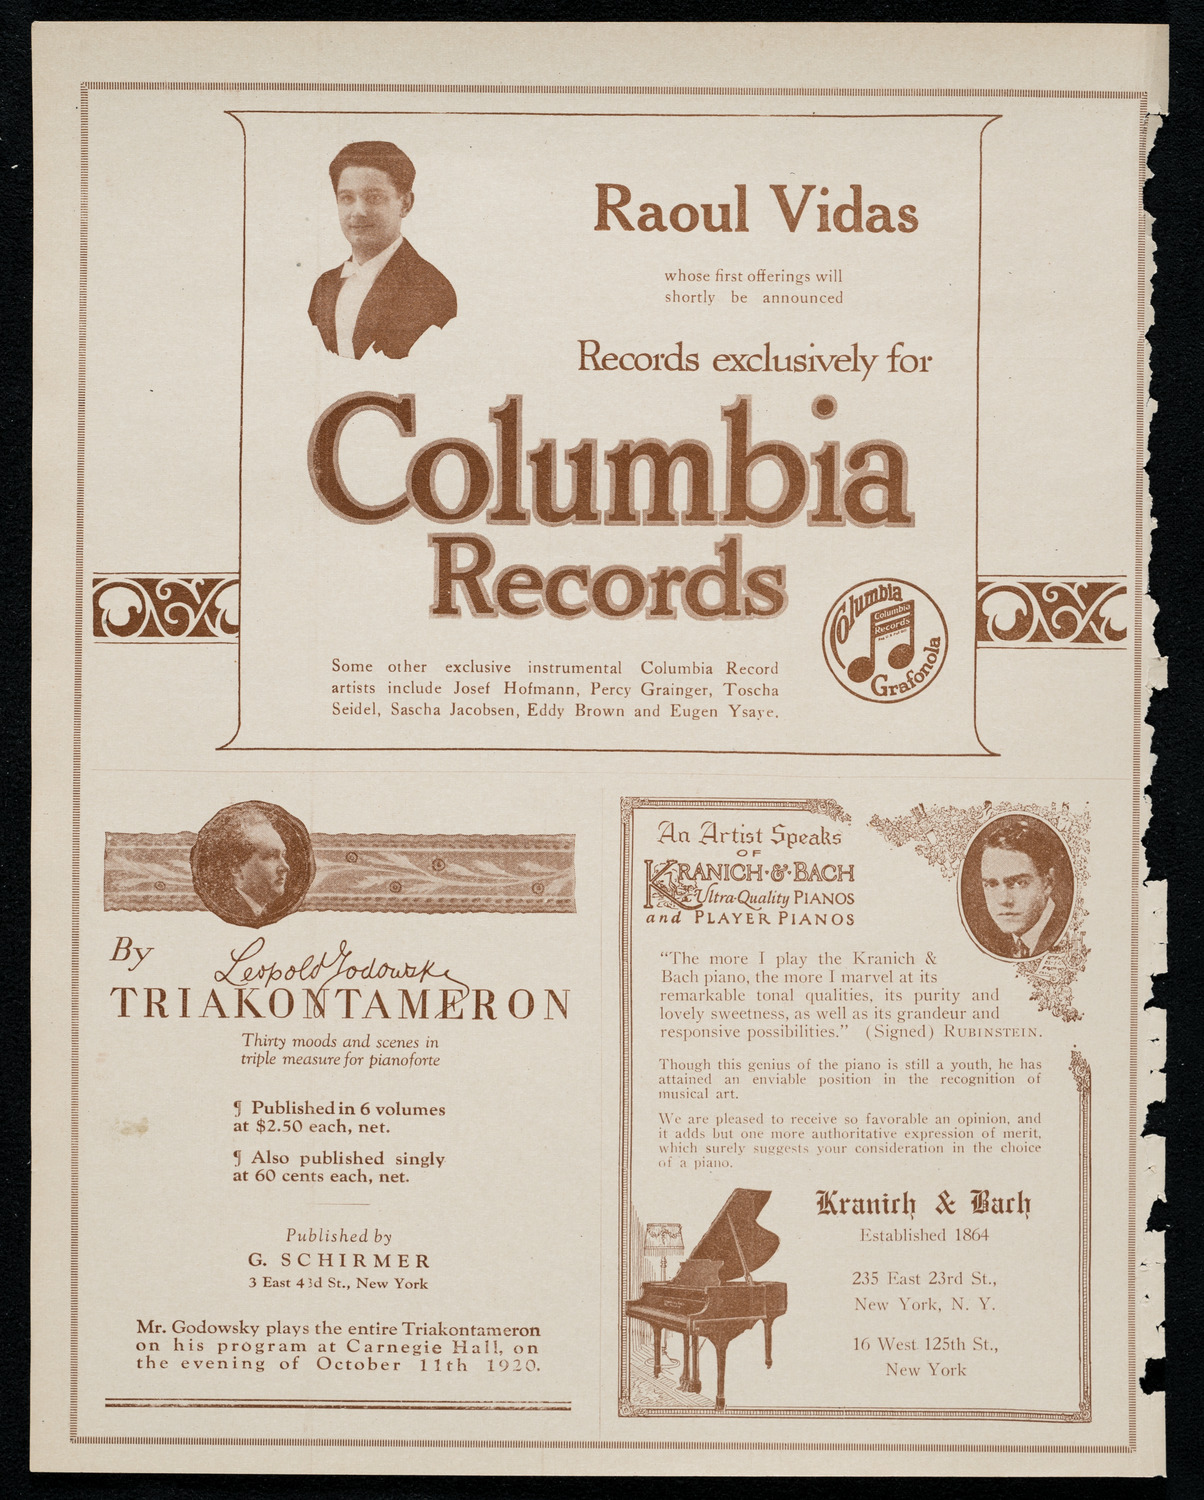 Raoul Vidas
whose first offerings will
shortly be announced
Records exclusively for
Columbia
Records
Columbia
Columbia
Records
Grafonola
Some other exclusive instrumental Columbia Record
artists include Josef Hofmann, Percy Grainger, Toscha
Seidel, Sascha Jacobsen, Eddy Brown and Eugen Ysaye.
By
Leopold Godowsky
TRIAKONTAMERON
Thirty moods and scenes in
triple measure for pianoforte
¶ Published in 6 volumes
at $2.50 each, net.
¶ Also published singly
at 60 cents each, net.
Published by
G. SCHIRMER
3 East 43d St., New York
Mr. Godowsky plays the entire Triakontameron
on his program at Carnegie Hall, on
the evening of October 11th 1920.
An Artist Speaks
OF
KRANICH·&·BACH
Ultra-Quality PIANOS
and PLAYER PIANOS
“The more I play the Kranich &
Bach piano, the more I marvel at its
remarkable tonal qualities, its purity and
lovely sweetness, as well as its grandeur and
responsive possibilities.” (Signed) RUBINSTEIN.
Though this genius of the piano is still a youth, he has
attained an enviable position in the recognition of
musical art.
We are pleased to receive so favorable an opinion, and
it adds but one more authoritative expression of merit,
which surely suggests your consideration in the choice
of a piano.
Kranich & Bach
Established 1864
235 East 23rd St.,
New York, N. Y.
16 West 125th St.,
New York